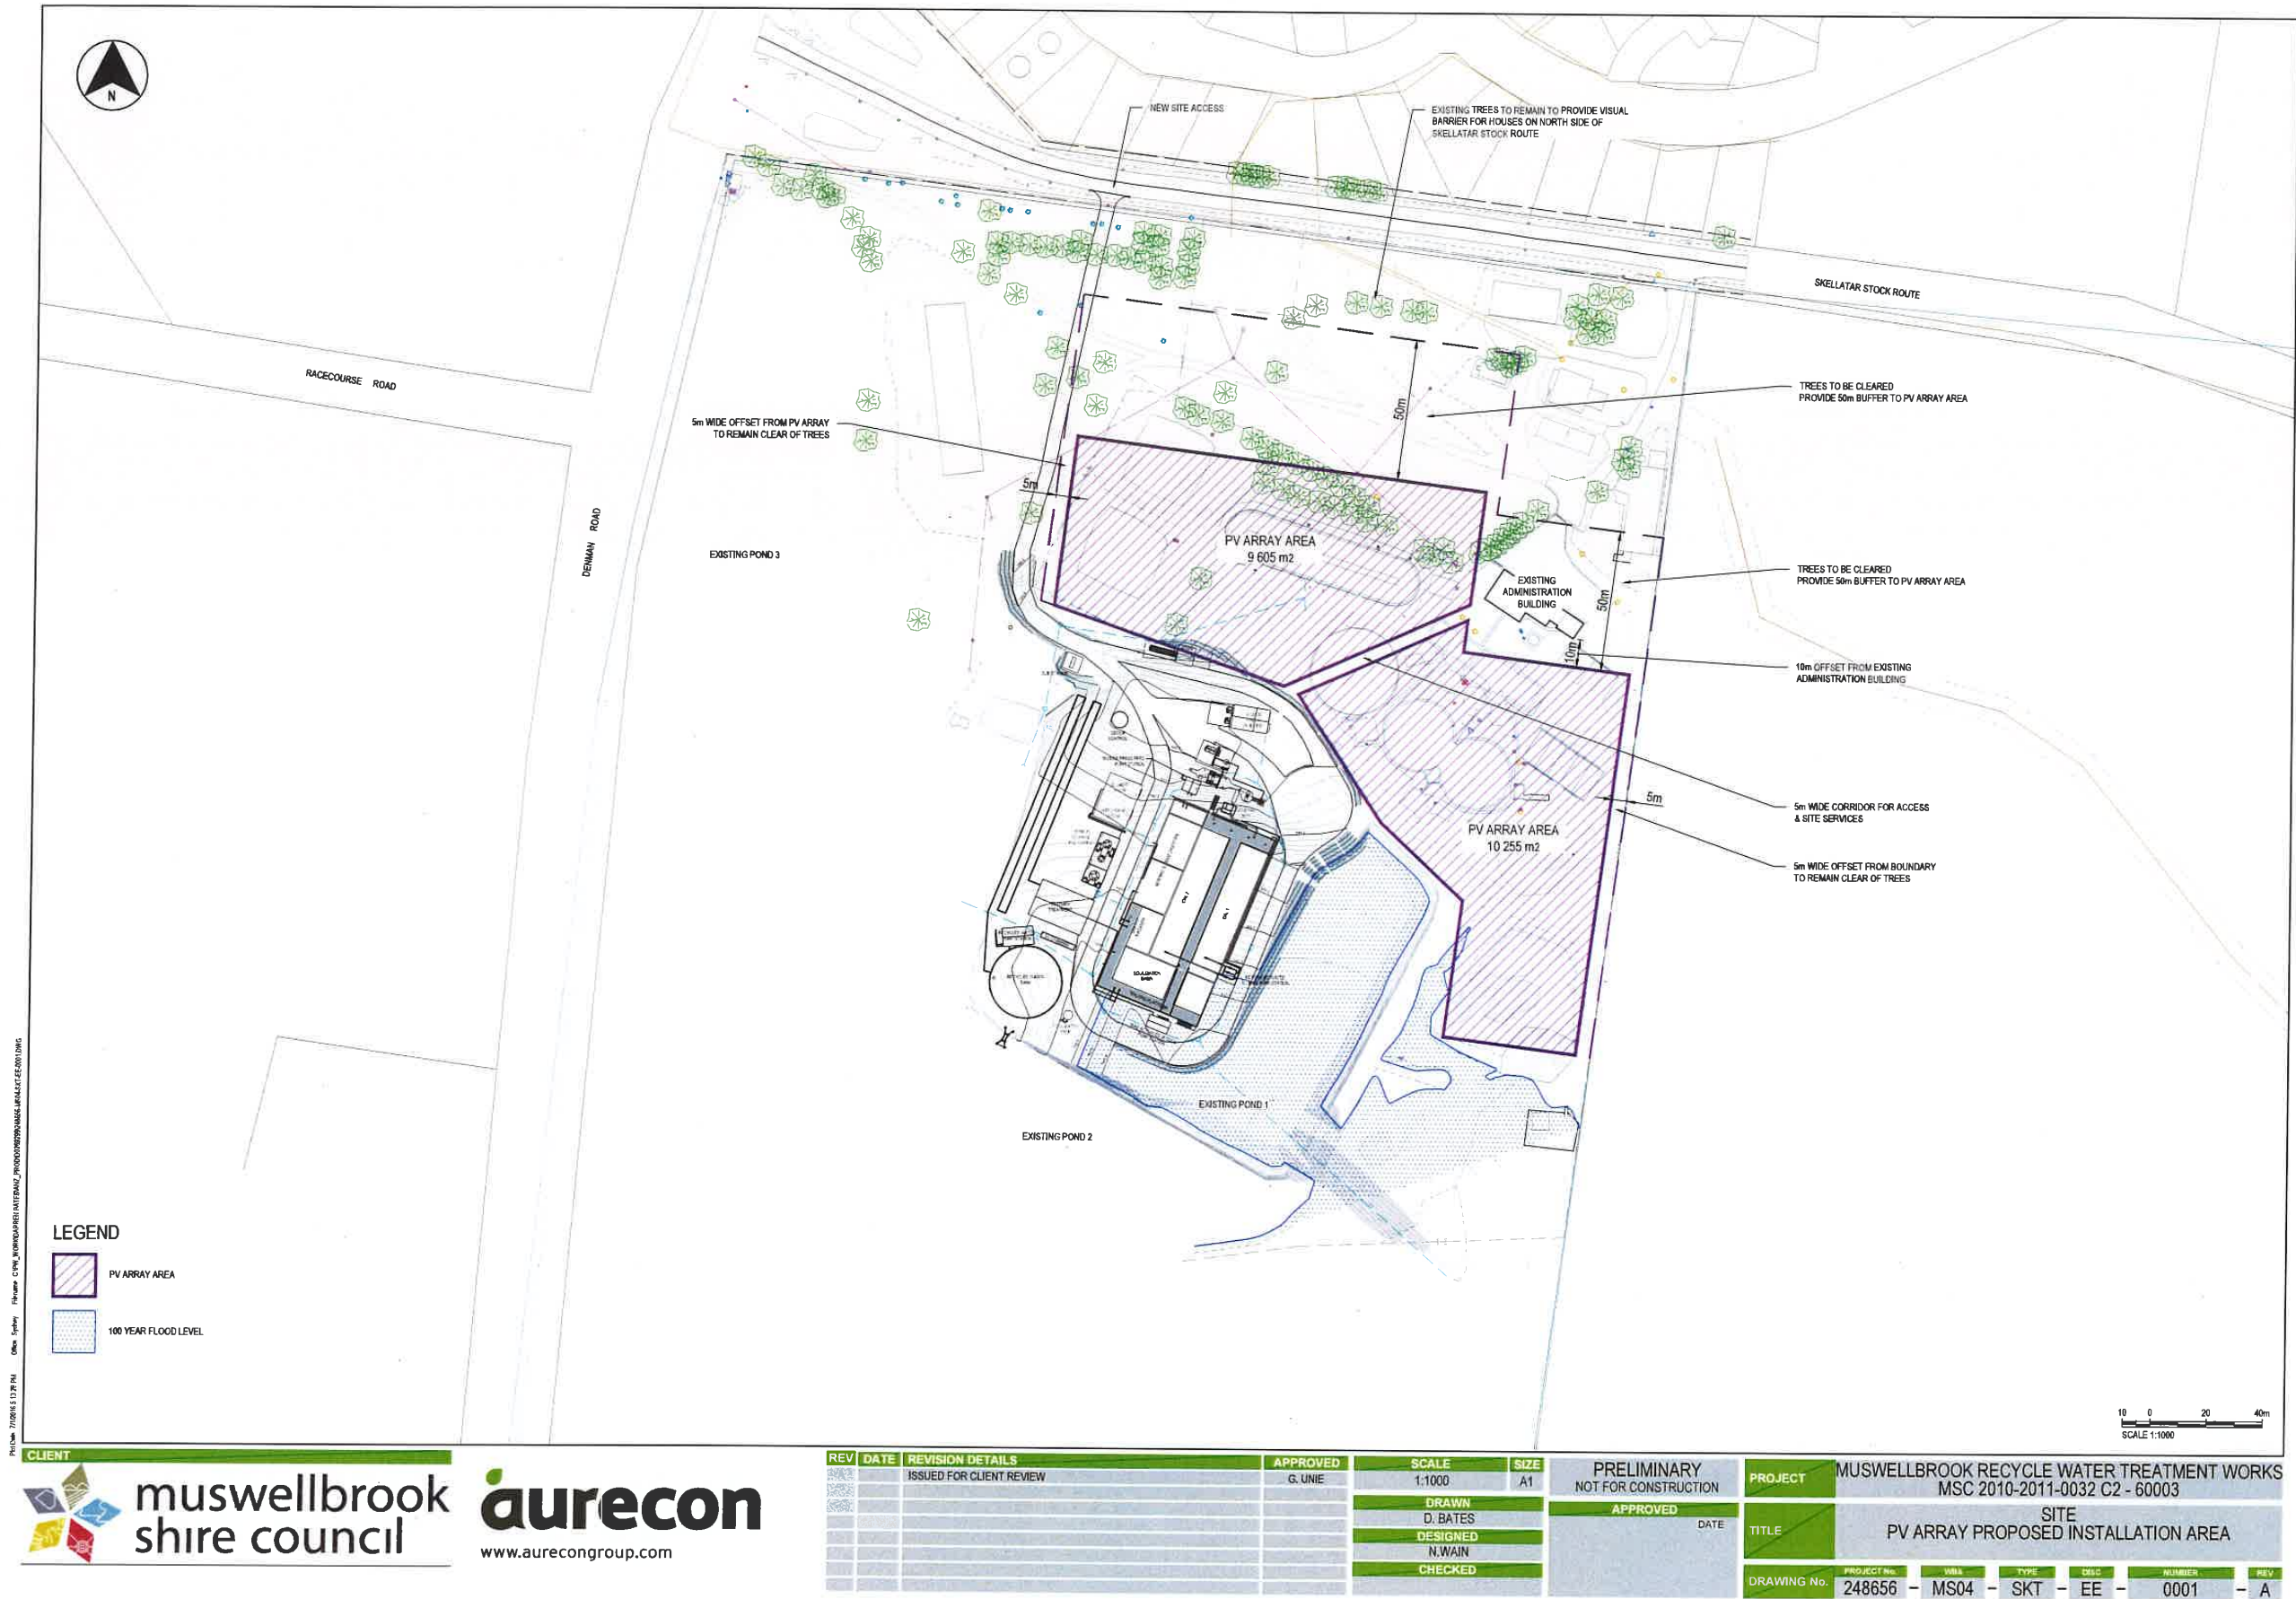 N
NEW SITE ACCESS
EXISTING TREES TO REMAIN TO PROVIDE VISUAL
BARRIER FOR HOUSES ON NORTH SIDE OF
SKELLATAR STOCK ROUTE
SKELLATAR STOCK ROUTE
RACECOURSE ROAD
DENMAN ROAD
5m WIDE OFFSET FROM PV ARRAY
TO REMAIN CLEAR OF TREES
50m
TREES TO BE CLEARED
PROVIDE 50m BUFFER TO PV ARRAY AREA
5m
EXISTING POND 3
PV ARRAY AREA
9 605 m2
EXISTING
ADMINISTRATION
BUILDING
50m
TREES TO BE CLEARED
PROVIDE 50m BUFFER TO PV ARRAY AREA
10m
10m OFFSET FROM EXISTING
ADMINISTRATION BUILDING
5m
5m WIDE CORRIDOR FOR ACCESS
& SITE SERVICES
PV ARRAY AREA
10 255 m2
5m WIDE OFFSET FROM BOUNDARY
TO REMAIN CLEAR OF TREES
EXISTING POND 1
EXISTING POND 2
LEGEND
PV ARRAY AREA
100 YEAR FLOOD LEVEL
10 0 20 40m
SCALE 1:1000
CLIENT
muswellbrook
shire council
aurecon
www.aurecongroup.com
REV DATE REVISION DETAILS APPROVED
ISSUED FOR CLIENT REVIEW G. UNIE
SCALE SIZE
1:1000 A1
DRAWN
D. BATES
DESIGNED
N.WAIN
CHECKED
PRELIMINARY
NOT FOR CONSTRUCTION
APPROVED
DATE
PROJECT
MUSWELLBROOK RECYCLE WATER TREATMENT WORKS
MSC 2010-2011-0032 C2 - 60003
TITLE
SITE
PV ARRAY PROPOSED INSTALLATION AREA
DRAWING No.
PROJECT No. WBS TYPE DISC NUMBER REV
248656 - MS04 - SKT - EE - 0001 - A